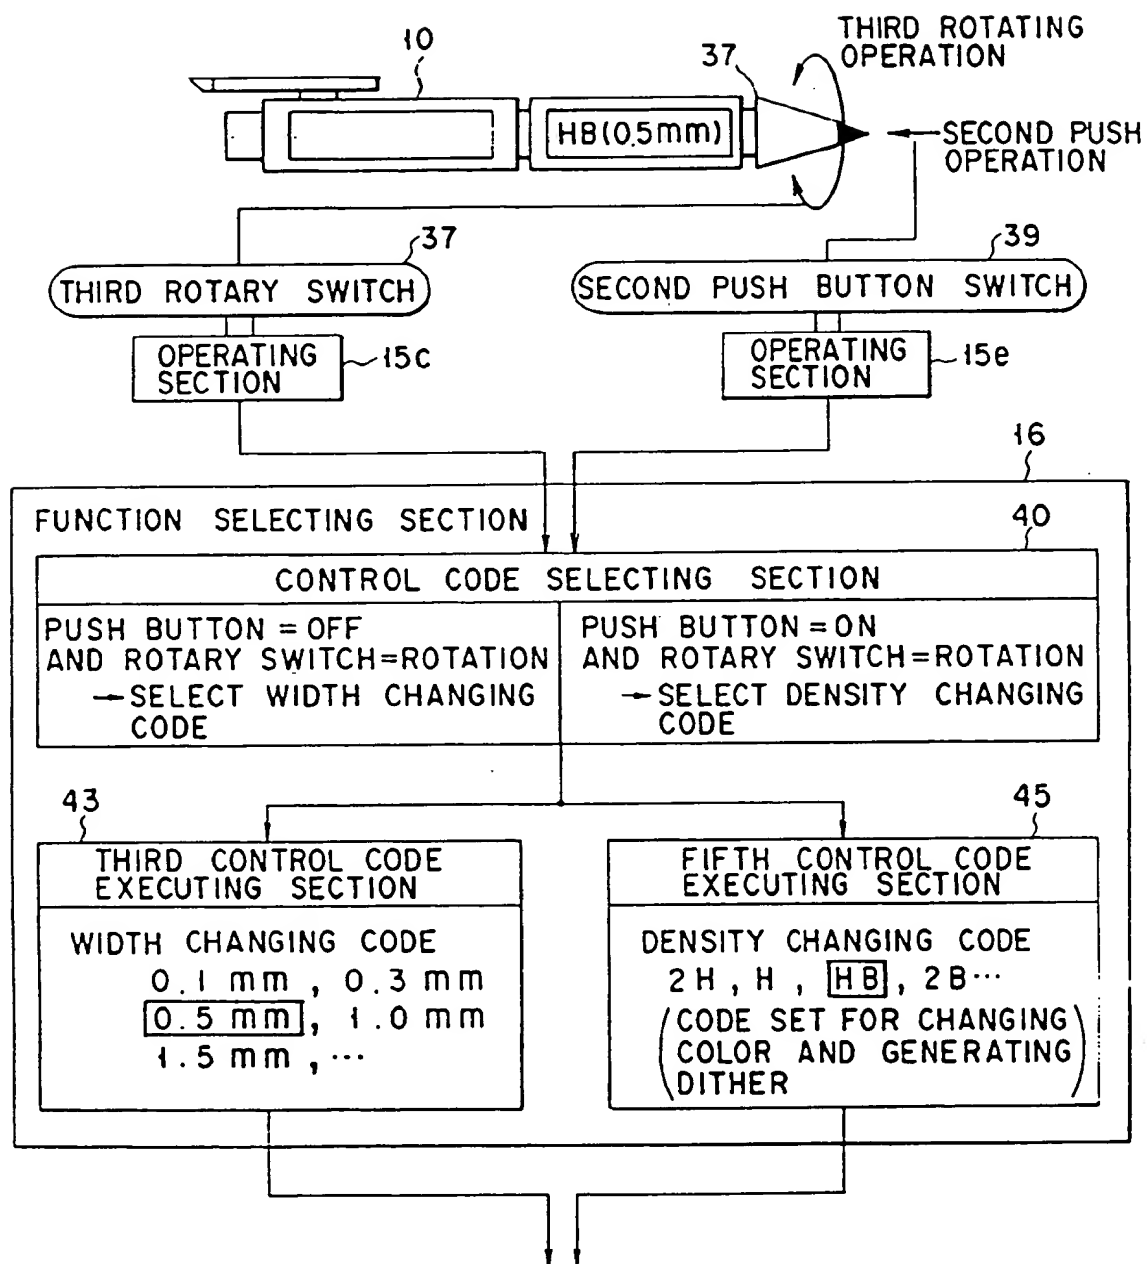 10
37
THIRD ROTATING
OPERATION
HB(0.5mm)
SECOND PUSH
OPERATION
37
39
THIRD ROTARY SWITCH
SECOND PUSH BUTTON SWITCH
OPERATING
SECTION
15c
OPERATING
SECTION
15e
16
FUNCTION SELECTING SECTION
40
CONTROL CODE SELECTING SECTION
PUSH BUTTON = OFF
AND ROTARY SWITCH=ROTATION
→ SELECT WIDTH CHANGING
CODE
PUSH BUTTON = ON
AND ROTARY SWITCH=ROTATION
→ SELECT DENSITY CHANGING
CODE
43
THIRD CONTROL CODE
EXECUTING SECTION
WIDTH CHANGING CODE
0.1 mm , 0.3 mm
0.5 mm , 1.0 mm
1.5 mm , ...
45
FIFTH CONTROL CODE
EXECUTING SECTION
DENSITY CHANGING CODE
2H , H , HB , 2B ...
(CODE SET FOR CHANGING
COLOR AND GENERATING
DITHER)